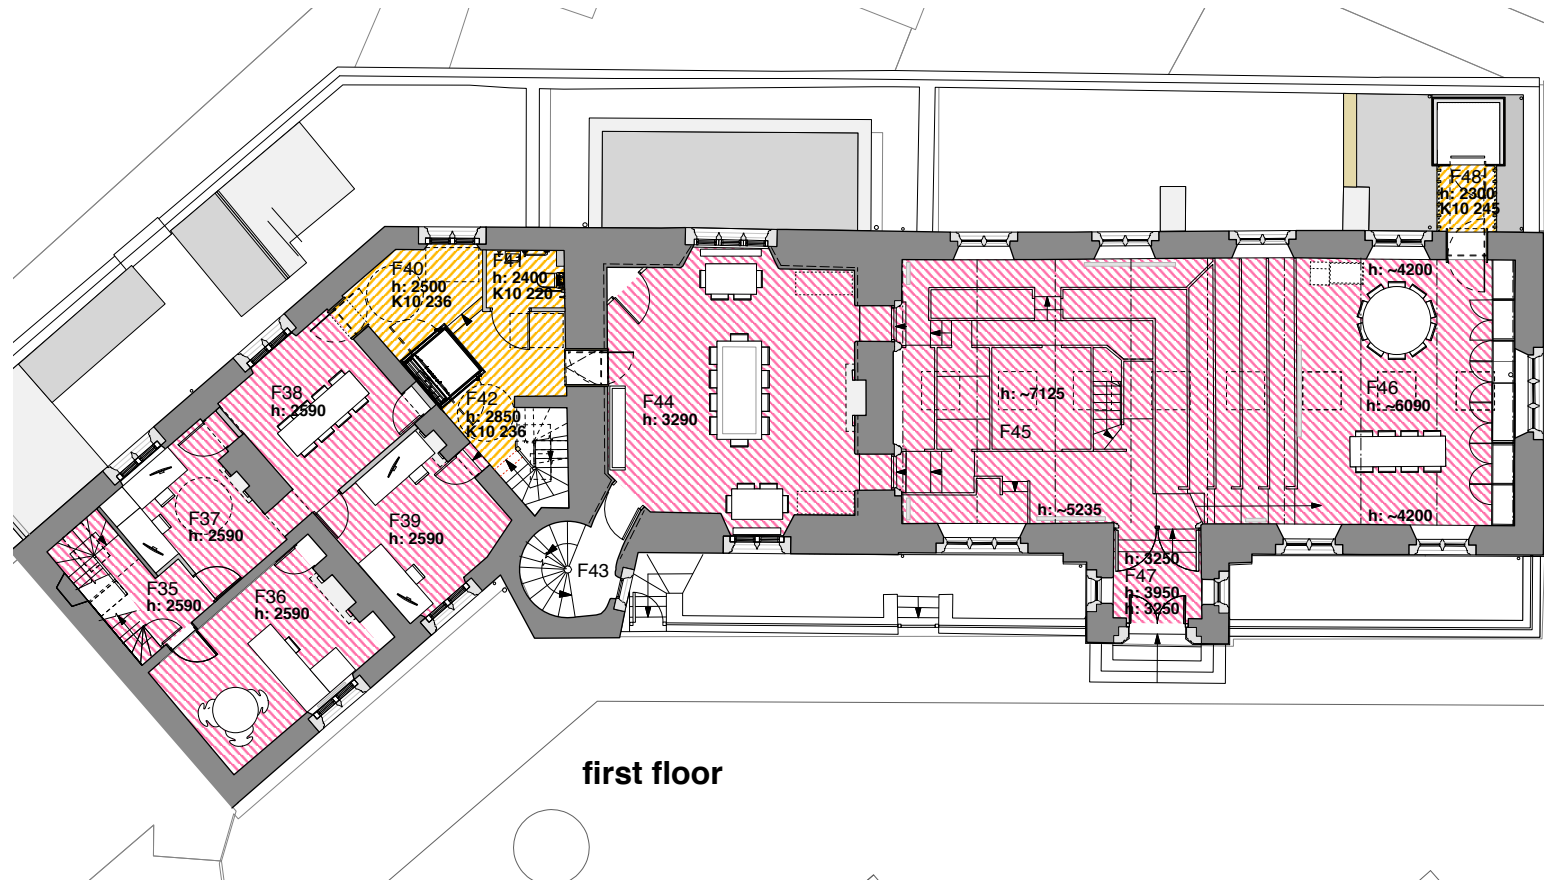 F48
h: 2300
K10 245
F40
h: 2500
K10 236
F41
h: 2400
K10 220
h: ~4200
F38
h: 2590
F42
h: 2850
K10 236
F44
h: 3290
h: ~7125
F45
F46
h: ~6090
F37
h: 2590
F39
h: 2590
h: ~5235
h: ~4200
F43
h: 3250
F47
h: 3950
h: 3250
F35
h: 2590
F36
h: 2590
first floor